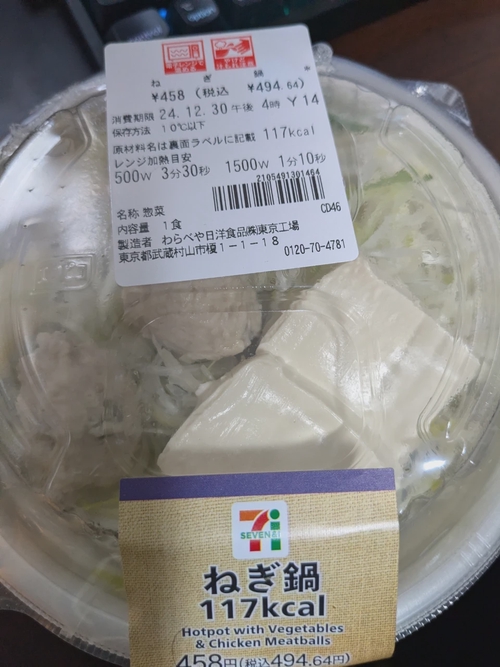 ねぎ鍋
¥458(税込 ¥494.64)
消費期限 24.12.30午後 4時 Y14
保存方法 10℃以下
原材料名は裏面ラベルに記載 117kcal
レンジ加熱目安
500W 3分30秒 1500W 1分10秒
2105491301464
名称 惣菜
CD46
内容量 1食
製造者 わらべや日洋食品㈱東京工場
東京都武蔵村山市榎1-1-18 0120-70-4781
7
SEVEN
ねぎ鍋
117kcal
Hotpot with Vegetables
& Chicken Meatballs
458円(税込494.64円)